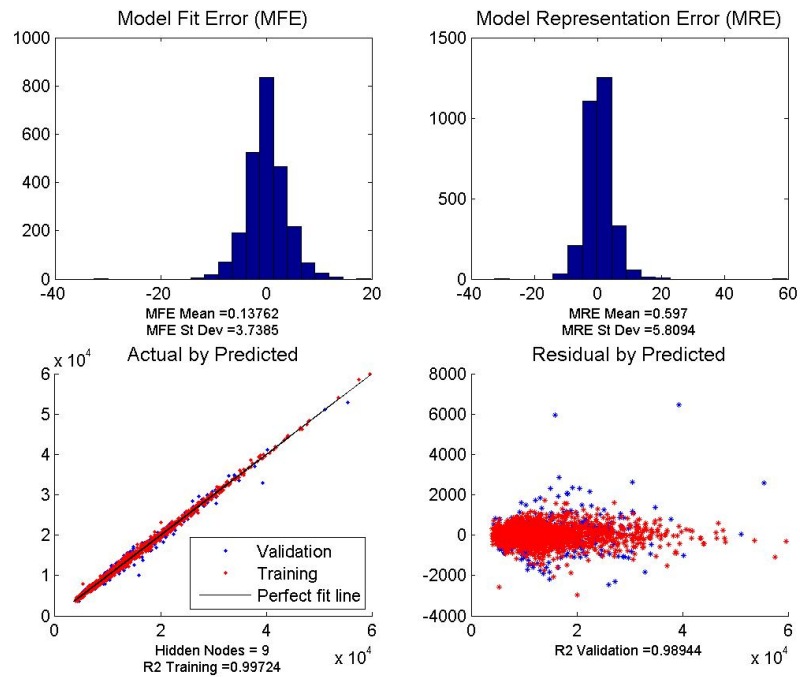 Model Fit Error (MFE)
1000
800
600
400
200
0
-40
-20
0
20
MFE Mean =0.13762
MFE St Dev =3.7385
Model Representation Error (MRE)
1500
1000
500
0
-40
-20
0
20
40
60
MRE Mean =0.597
MRE St Dev =5.8094
Actual by Predicted
x 10^4
6
5
4
3
2
1
0
0
2
4
6
x 10^4
Validation
Training
Perfect fit line
Hidden Nodes = 9
R2 Training =0.99724
Residual by Predicted
8000
6000
4000
2000
0
-2000
-4000
0
2
4
6
x 10^4
R2 Validation =0.98944